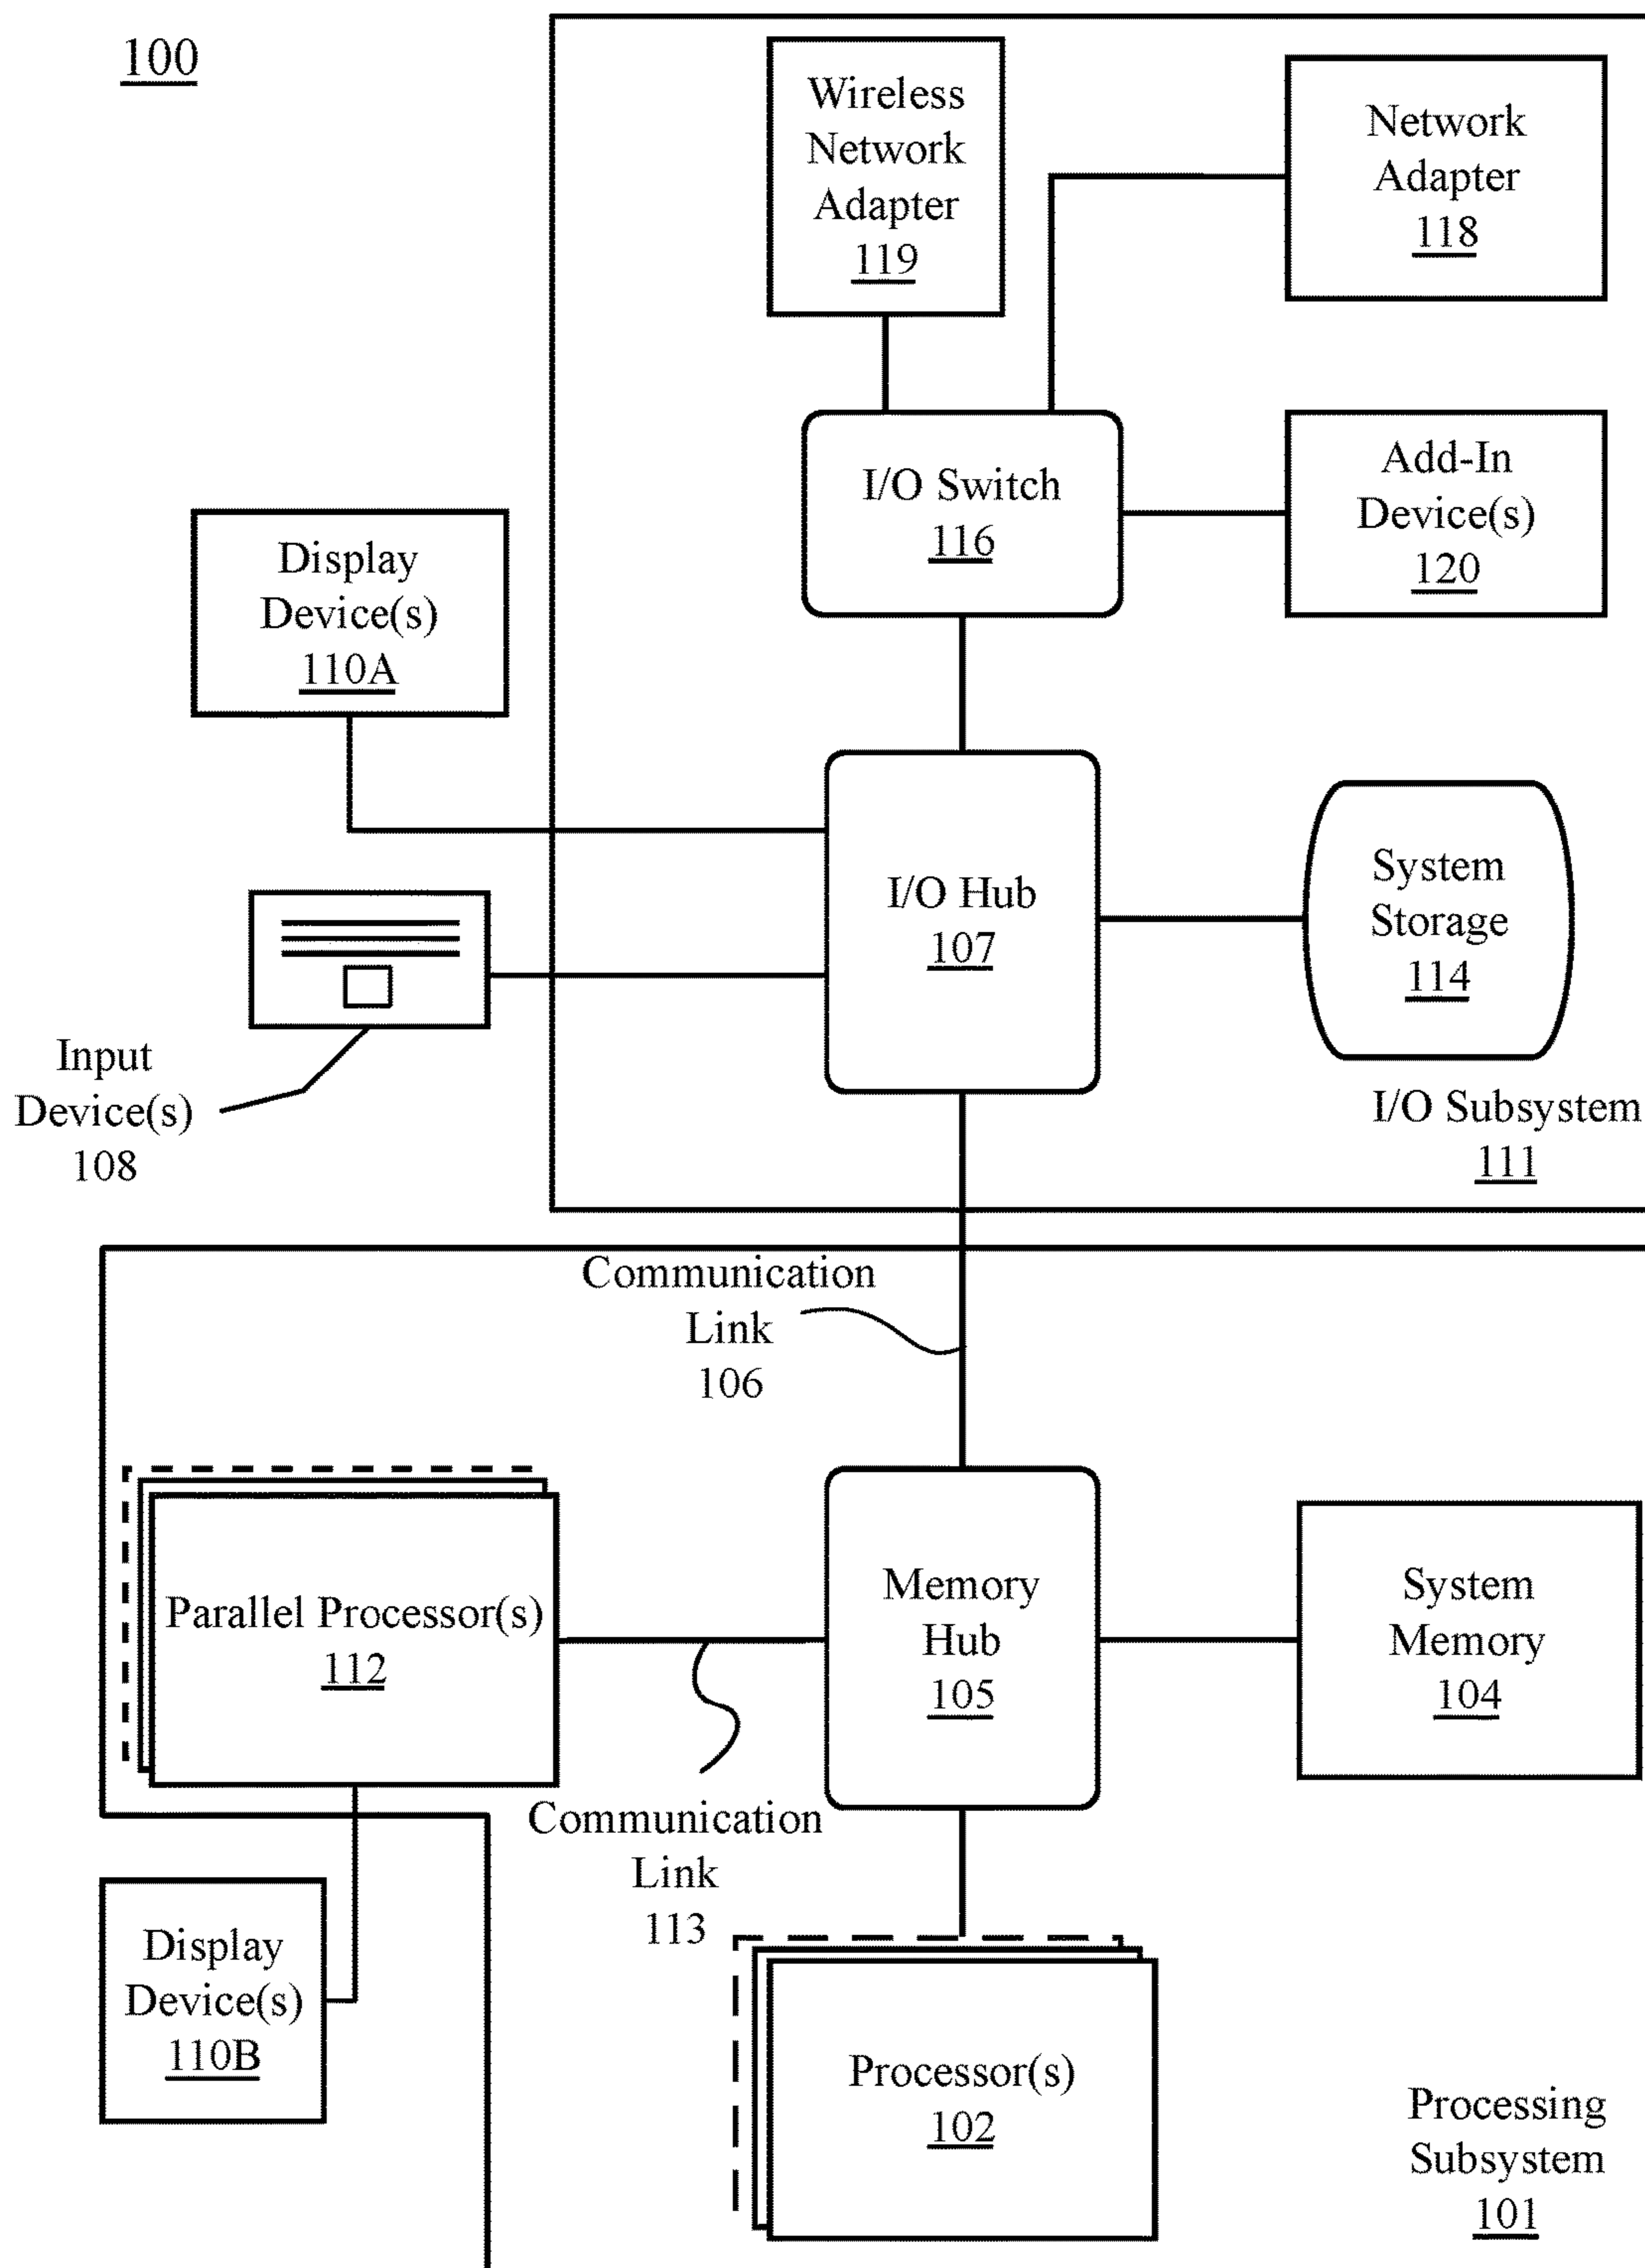 100
Wireless
Network
Adapter
119
Network
Adapter
118
I/O Switch
116
Add-In
Device(s)
120
Display
Device(s)
110A
I/O Hub
107
System
Storage
114
Input
Device(s)
108
I/O Subsystem
111
Communication
Link
106
Parallel Processor(s)
112
Memory
Hub
105
System
Memory
104
Communication
Link
113
Display
Device(s)
110B
Processor(s)
102
Processing
Subsystem
101